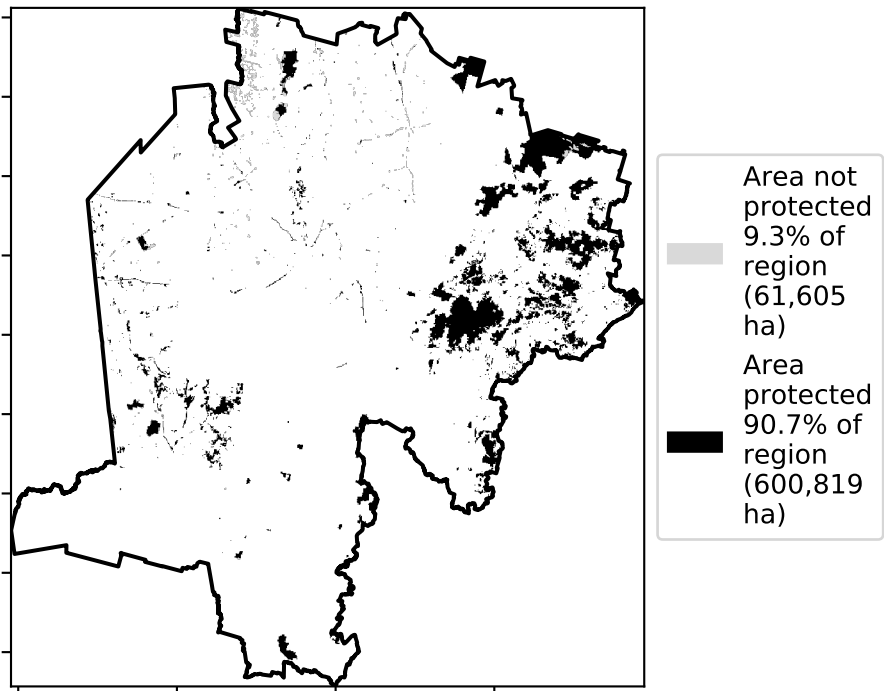 Area not
protected
9.3% of
region
(61,605
ha)
Area
protected
90.7% of
region
(600,819
ha)